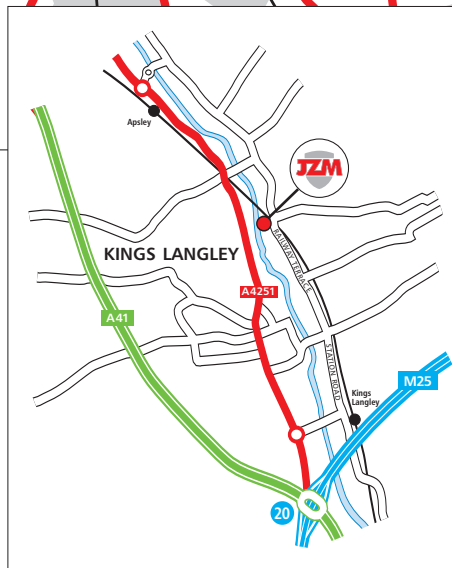 Apsley
JZM
KINGS LANGLEY
RAILWAY TERRACE
A4251
A41
STATION ROAD
M25
Kings
Langley
20